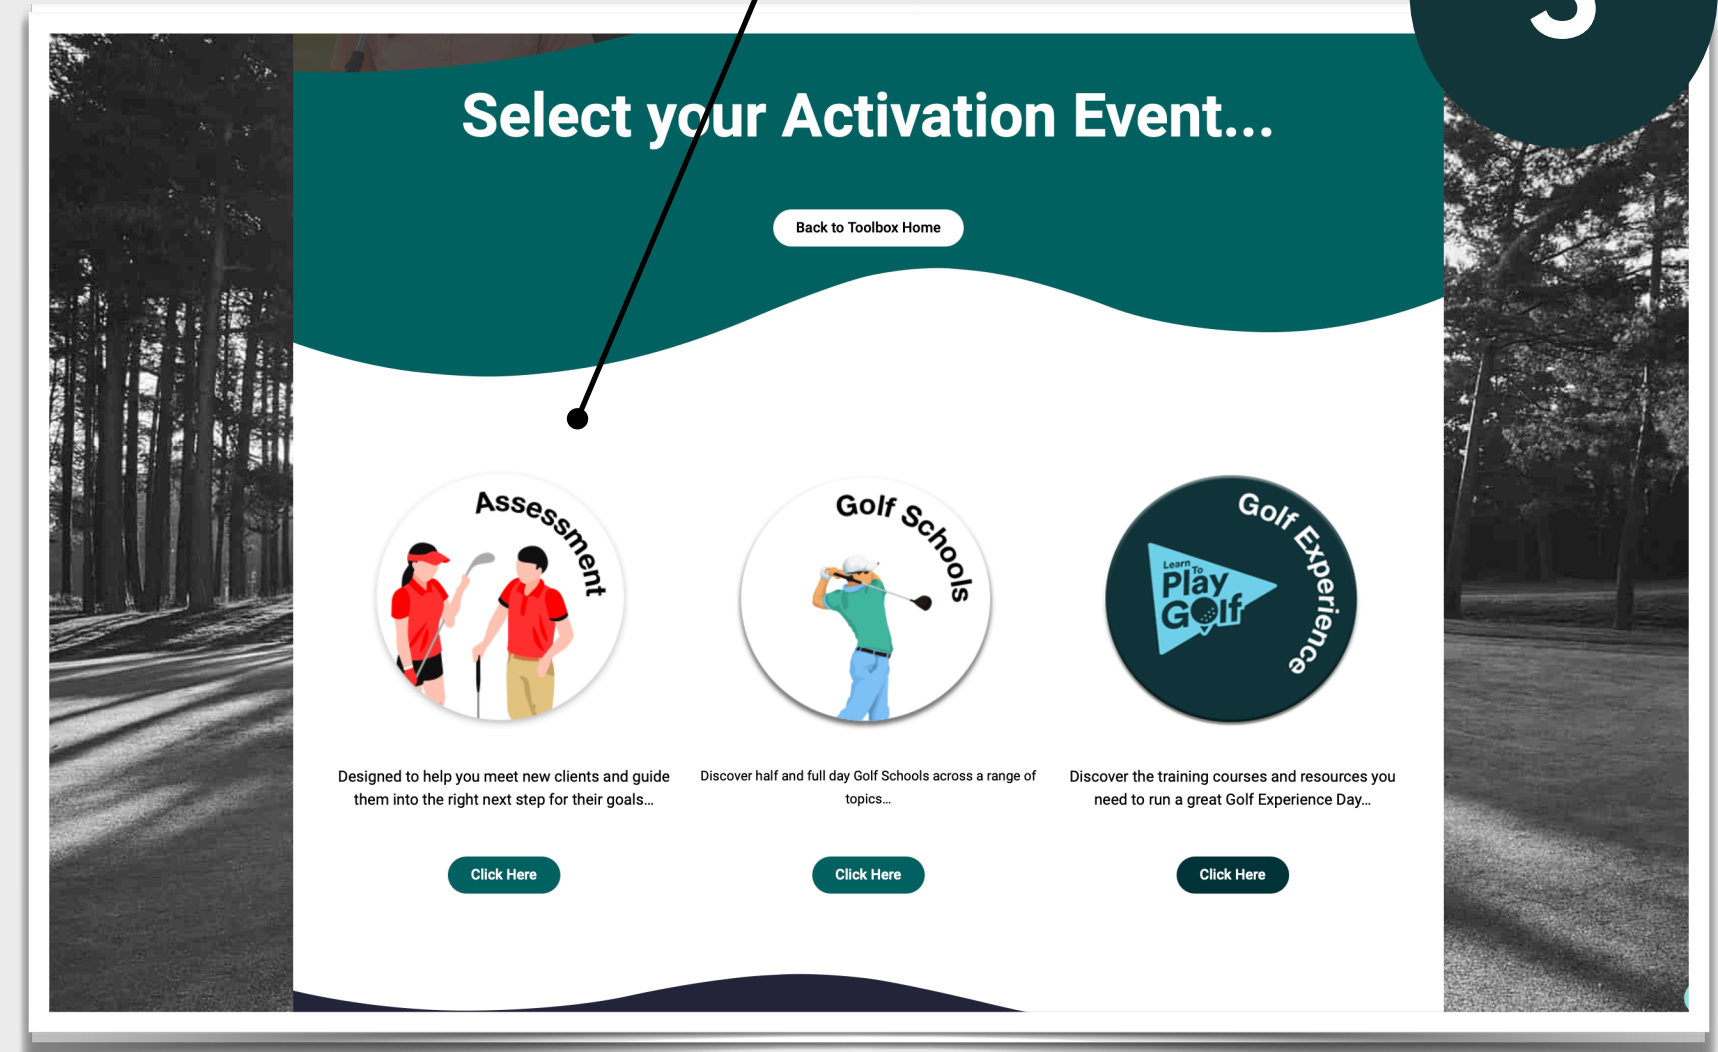 3
Select your Activation Event...
Back to Toolbox Home
Assessment
Golf Schools
Golf Experience
Learn To
Play
Golf
Designed to help you meet new clients and guide
them into the right next step for their goals...
Discover half and full day Golf Schools across a range of
topics...
Discover the training courses and resources you
need to run a great Golf Experience Day...
Click Here
Click Here
Click Here